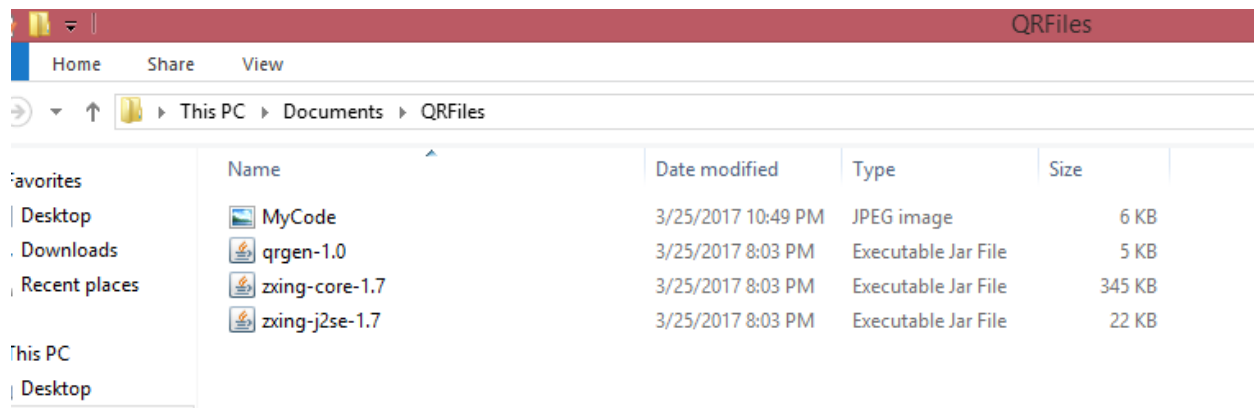 QRFiles
Home Share View
This PC Documents QRFiles
Name Date modified Type Size
Favorites
Desktop
Downloads
Recent places
This PC
Desktop
MyCode 3/25/2017 10:49 PM JPEG image 6 KB
qrgen-1.0 3/25/2017 8:03 PM Executable Jar File 5 KB
zxing-core-1.7 3/25/2017 8:03 PM Executable Jar File 345 KB
zxing-j2se-1.7 3/25/2017 8:03 PM Executable Jar File 22 KB